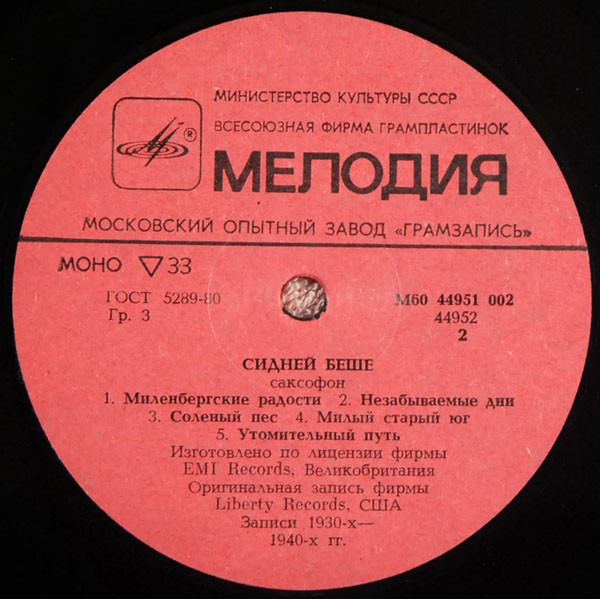 МИНИСТЕРСТВО КУЛЬТУРЫ СССР
ВСЕСОЮЗНАЯ ФИРМА ГРАМПЛАСТИНОК
®
МЕЛОДИЯ
МОСКОВСКИЙ ОПЫТНЫЙ ЗАВОД «ГРАМЗАПИСЬ»
МОНО ▽33
ГОСТ 5289-80
Гр. 3
М60 44951 002
44952
2
СИДНЕЙ БЕШЕ
саксофон
1. Миленбергские радости 2. Незабываемые дни
3. Соленый пес 4. Милый старый юг
5. Утомительный путь
Изготовлено по лицензии фирмы
EMI Records, Великобритания
Оригинальная запись фирмы
Liberty Records, США
Записи 1930-х—
1940-х гг.